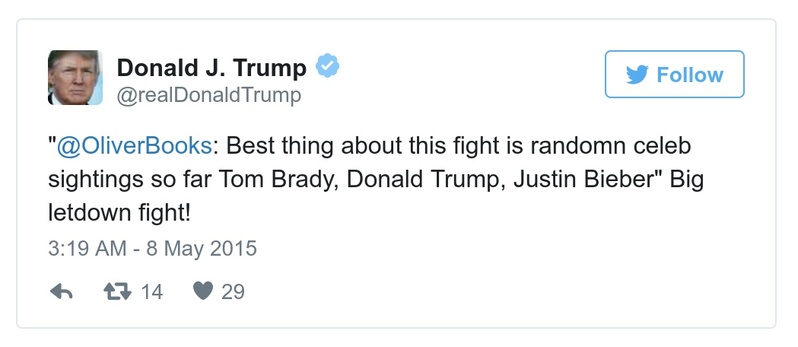 Donald J. Trump
@realDonaldTrump
Follow
"@OliverBooks: Best thing about this fight is randomn celeb
sightings so far Tom Brady, Donald Trump, Justin Bieber" Big
letdown fight!
3:19 AM - 8 May 2015
14 29